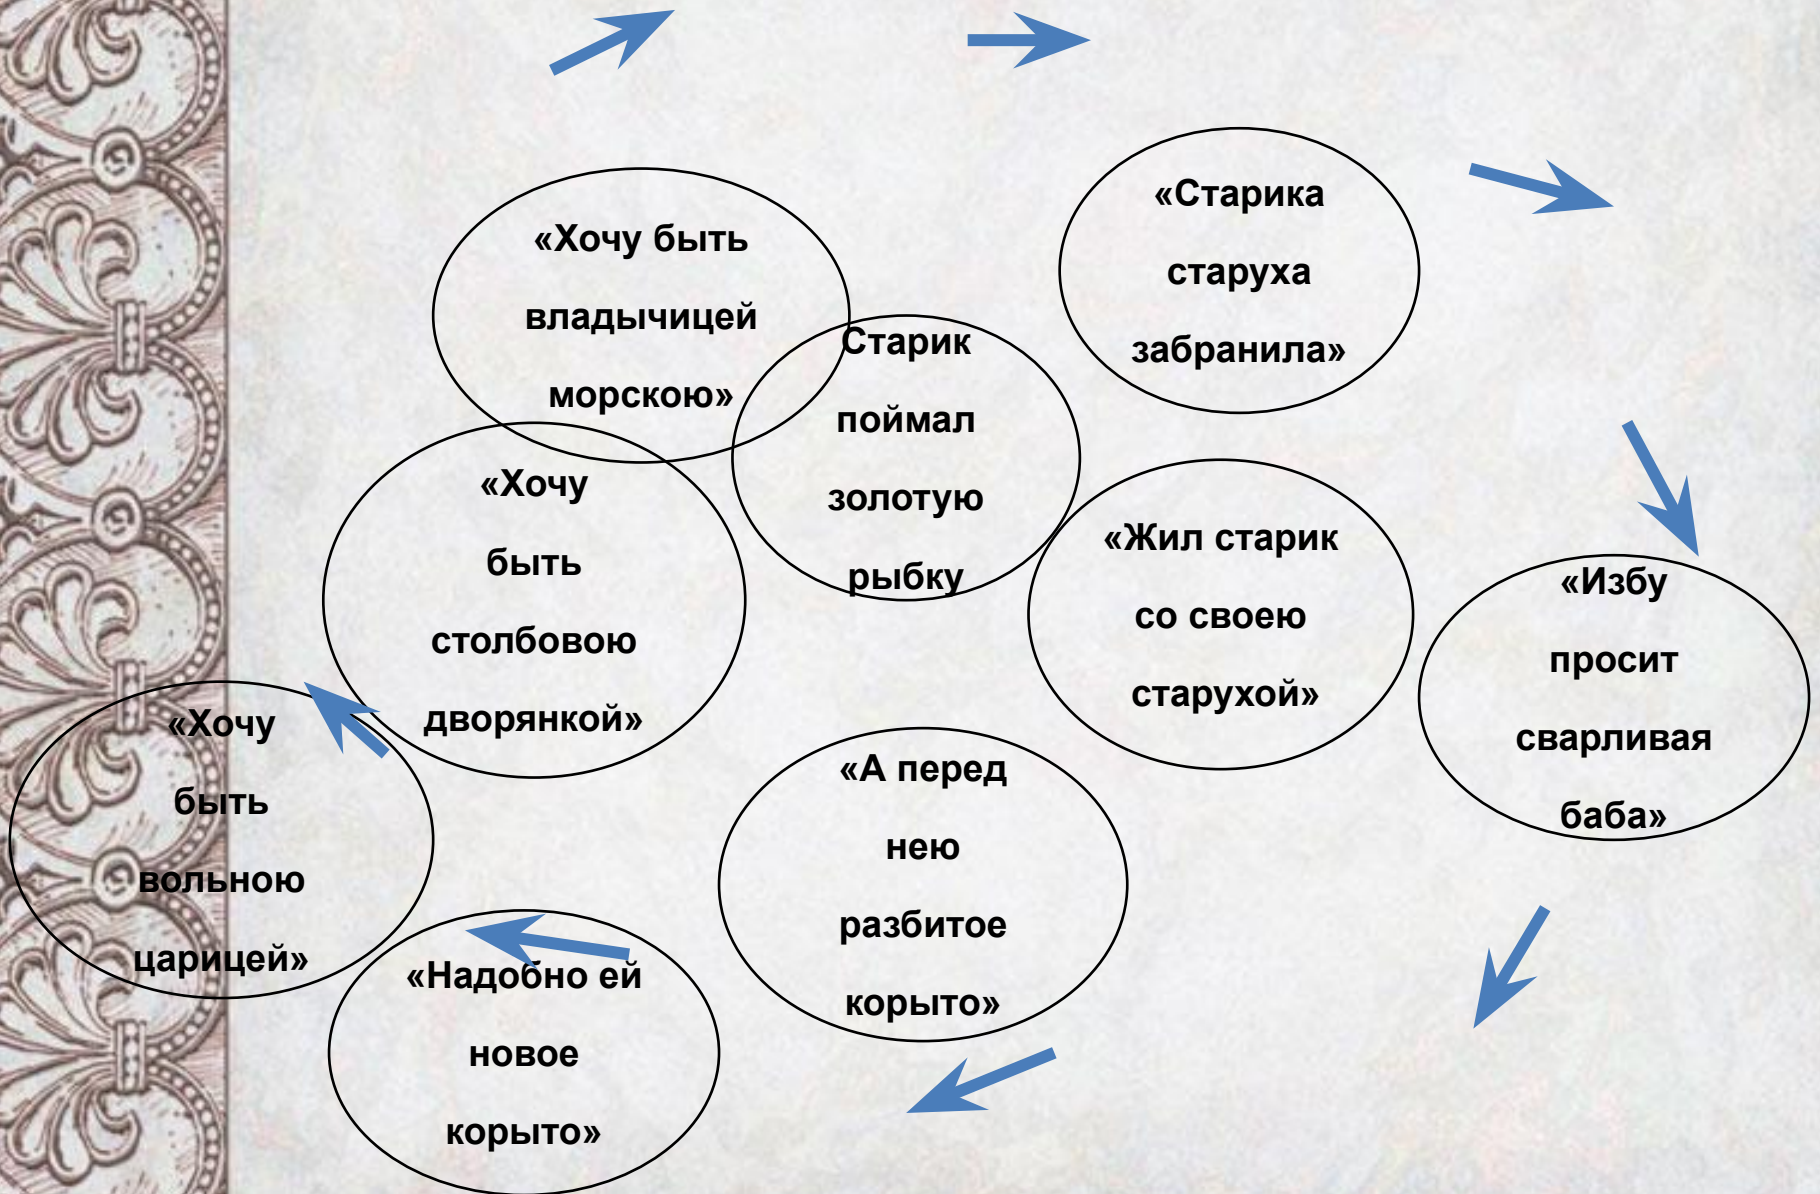 «Старика
старуха
забранила»
«Хочу быть
владычицей
морскою»
Старик
поймал
золотую
рыбку
«Хочу
быть
столбовою
дворянкой»
«Жил старик
со своею
старухой»
«Избу
просит
сварливая
баба»
«Хочу
быть
вольною
царицей»
«А перед
нею
разбитое
корыто»
«Надобно ей
новое
корыто»